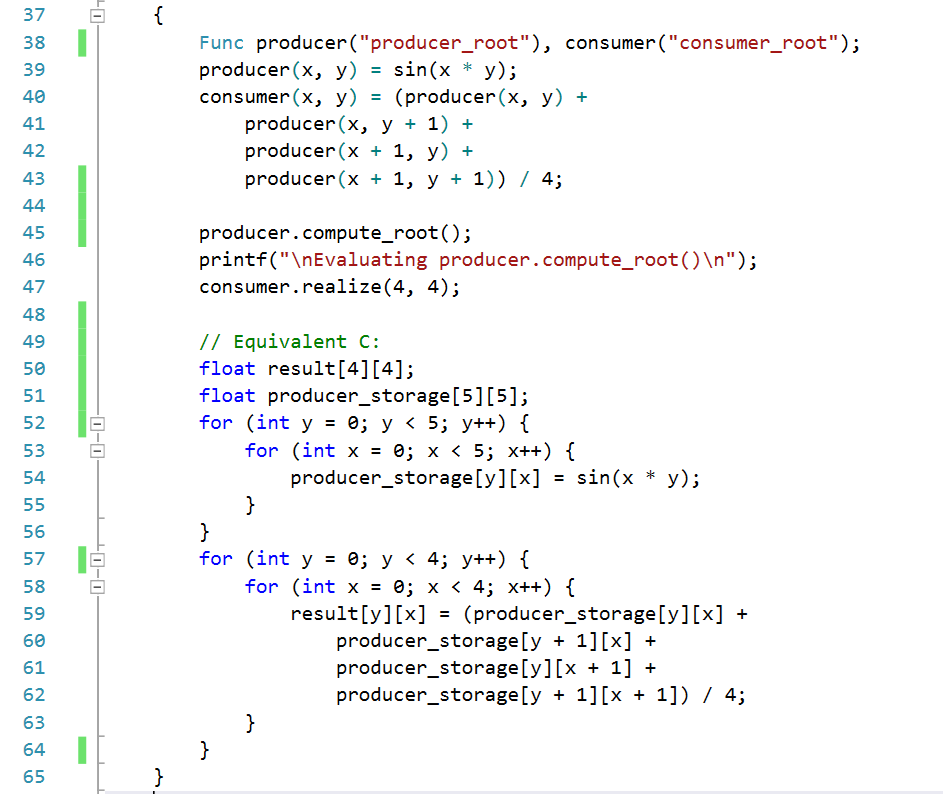 37 {
38 Func producer("producer_root"), consumer("consumer_root");
39 producer(x, y) = sin(x * y);
40 consumer(x, y) = (producer(x, y) +
41 producer(x, y + 1) +
42 producer(x + 1, y) +
43 producer(x + 1, y + 1)) / 4;
44
45 producer.compute_root();
46 printf("\nEvaluating producer.compute_root()\n");
47 consumer.realize(4, 4);
48
49 // Equivalent C:
50 float result[4][4];
51 float producer_storage[5][5];
52 for (int y = 0; y < 5; y++) {
53 for (int x = 0; x < 5; x++) {
54 producer_storage[y][x] = sin(x * y);
55 }
56 }
57 for (int y = 0; y < 4; y++) {
58 for (int x = 0; x < 4; x++) {
59 result[y][x] = (producer_storage[y][x] +
60 producer_storage[y + 1][x] +
61 producer_storage[y][x + 1] +
62 producer_storage[y + 1][x + 1]) / 4;
63 }
64 }
65 }